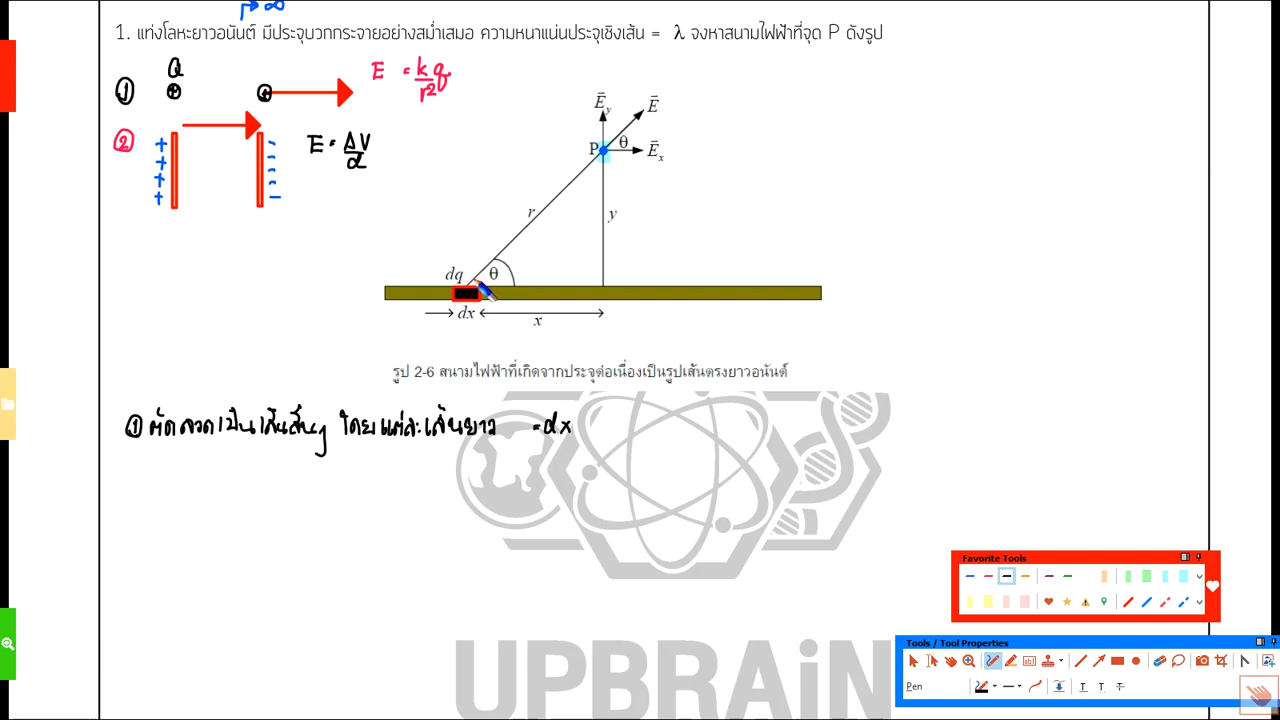 r→∞
1. แท่งโลหะยาวอนันต์ มีประจุบวกกระจายอย่างสม่ำเสมอ ความหนาแน่นประจุเชิงเส้น = λ จงหาสนามไฟฟ้าที่จุด P ดังรูป
① Q
+ +
E = kq/r²
② + + + +
- - - - -
E = ΔV/d
E⃗y E⃗
P θ E⃗x
r y
dq θ
dx x
รูป 2-6 สนามไฟฟ้าที่เกิดจากประจุต่อเนื่องเป็นรูปเส้นตรงยาวอนันต์
① ตัดลวดเป็นเส้นสั้นๆ โดยแต่ละเส้นยาว = dx
UPBRAiN
Favorite Tools
Tools / Tool Properties
Pen